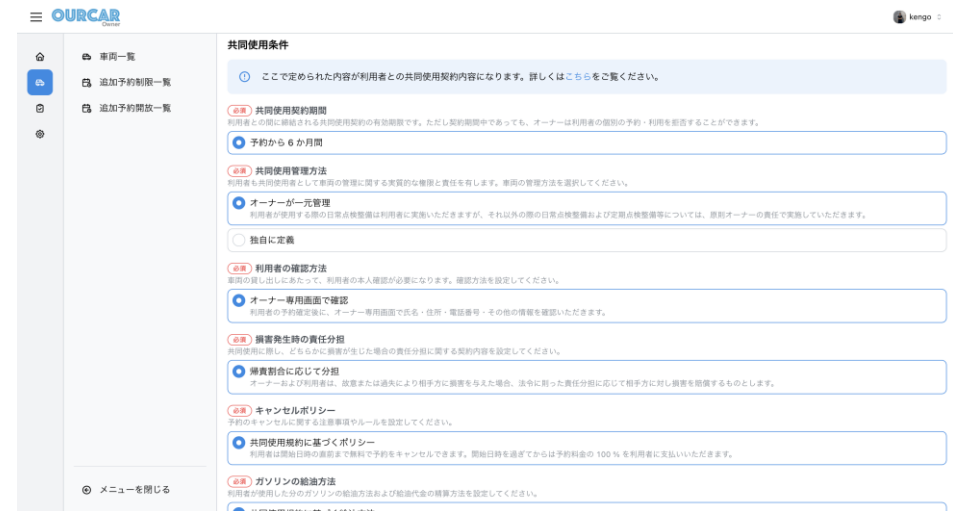 OURCAR
Owner
kengo
車両一覧
追加予約制限一覧
追加予約開放一覧
メニューを閉じる
共同使用条件
ここで定められた内容が利用者との共同使用契約内容になります。詳しくはこちらをご覧ください。
必須 共同使用契約期間
利用者との間に締結される共同使用契約の有効期限です。ただし契約期間中であっても、オーナーは利用者の個別の予約・利用を拒否することができます。
予約から 6 か月間
必須 共同使用管理方法
利用者も共同使用者として車両の管理に関する実質的な権限と責任を有します。車両の管理方法を選択してください。
オーナーが一元管理
利用者が使用する際の日常点検整備は利用者に実施いただきますが、それ以外の際の日常点検整備および定期点検整備等については、原則オーナーの責任で実施していただきます。
独自に定義
必須 利用者の確認方法
車両の貸し出しにあたって、利用者の本人確認が必要になります。確認方法を設定してください。
オーナー専用画面で確認
利用者の予約確定後に、オーナー専用画面で氏名・住所・電話番号・その他の情報を確認いただきます。
必須 損害発生時の責任分担
共同使用に際し、どちらかに損害が生じた場合の責任分担に関する契約内容を設定してください。
帰責割合に応じて分担
オーナーおよび利用者は、故意または過失により相手方に損害を与えた場合、法令に則った責任分担に応じて相手方に対し損害を賠償するものとします。
必須 キャンセルポリシー
予約のキャンセルに関する注意事項やルールを設定してください。
共同使用規約に基づくポリシー
利用者は開始日時の直前まで無料で予約をキャンセルできます。開始日時を過ぎてからは予約料金の 100 % を利用者に支払いいただきます。
必須 ガソリンの給油方法
利用者が使用した分のガソリンの給油方法および給油代金の精算方法を設定してください。